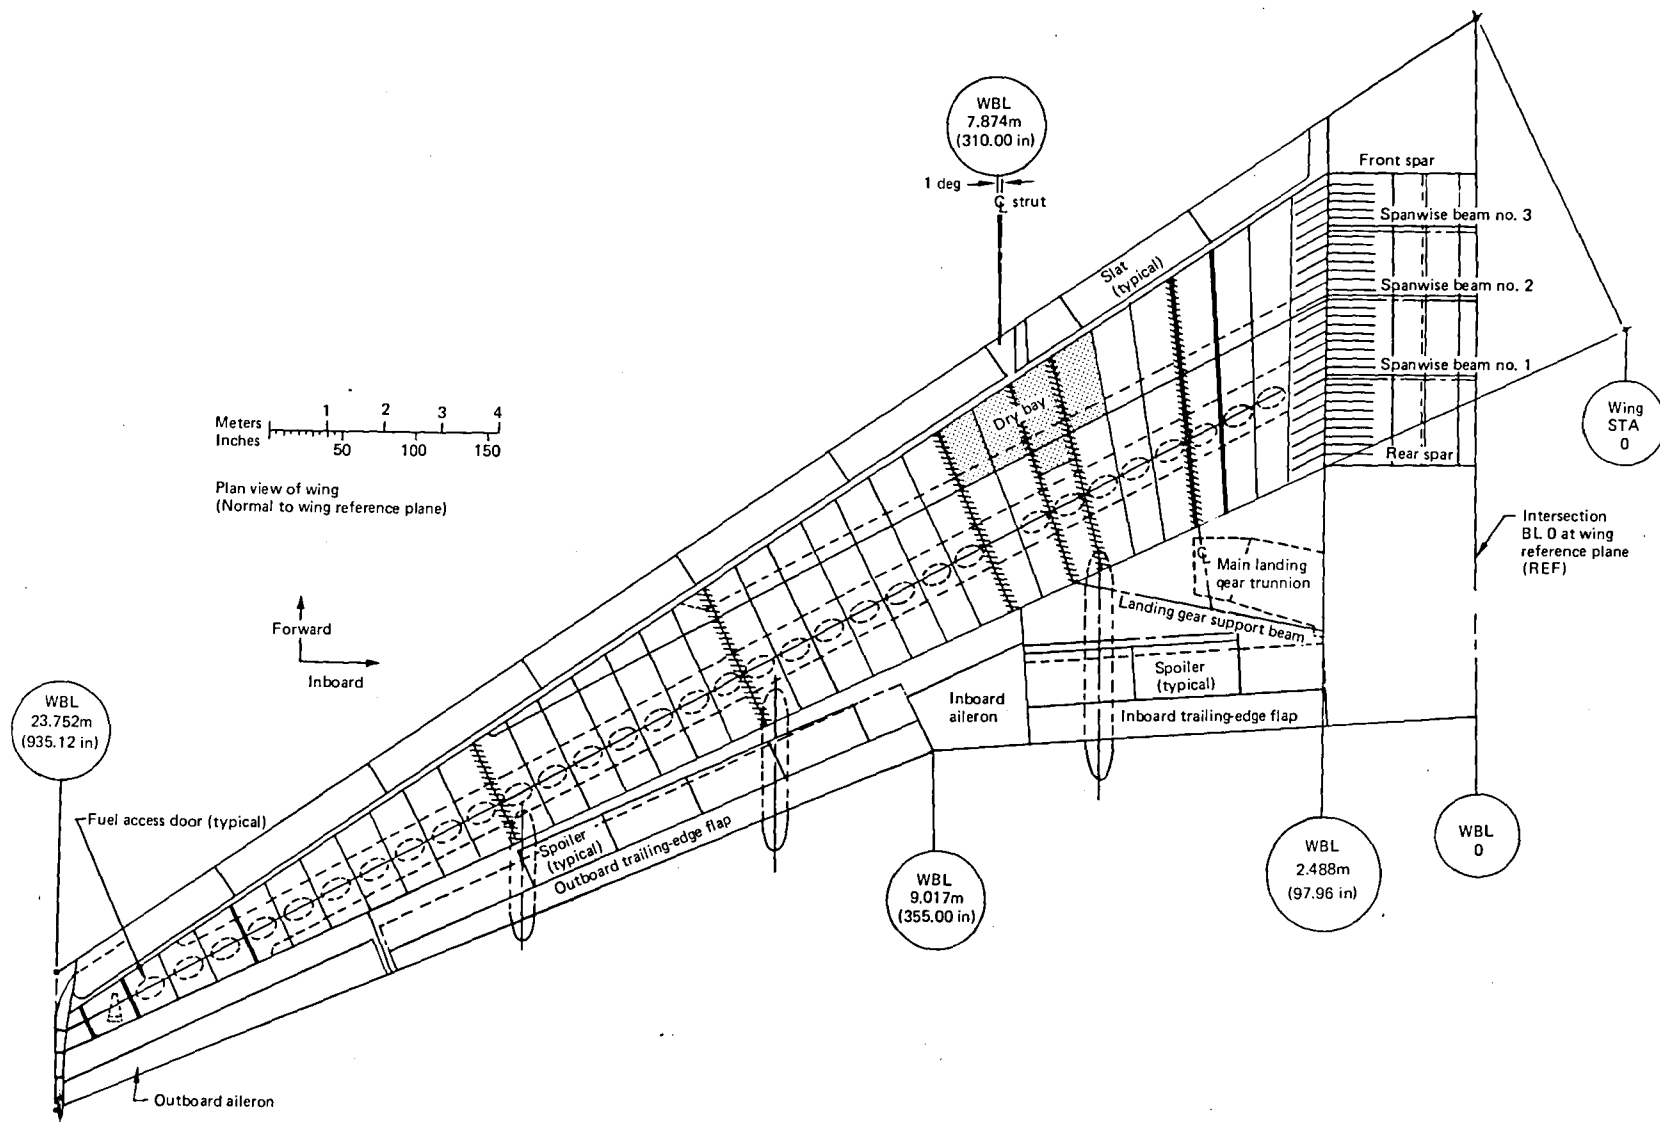 WBL
7.874m
(310.00 in)
1 deg
℄ strut
Front spar
Spanwise beam no. 3
Spanwise beam no. 2
Spanwise beam no. 1
Rear spar
Slat
(typical)
Dry bay
Wing
STA
0
Meters
1 2 3 4
Inches
50 100 150
Plan view of wing
(Normal to wing reference plane)
Intersection
BL 0 at wing
reference plane
(REF)
℄
Main landing
gear trunnion
Landing gear support beam
Forward
Inboard
Spoiler
(typical)
Inboard
aileron
Inboard trailing-edge flap
WBL
23.752m
(935.12 in)
Fuel access door (typical)
Spoiler
(typical)
Outboard trailing-edge flap
WBL
9.017m
(355.00 in)
WBL
2.488m
(97.96 in)
WBL
0
Outboard aileron